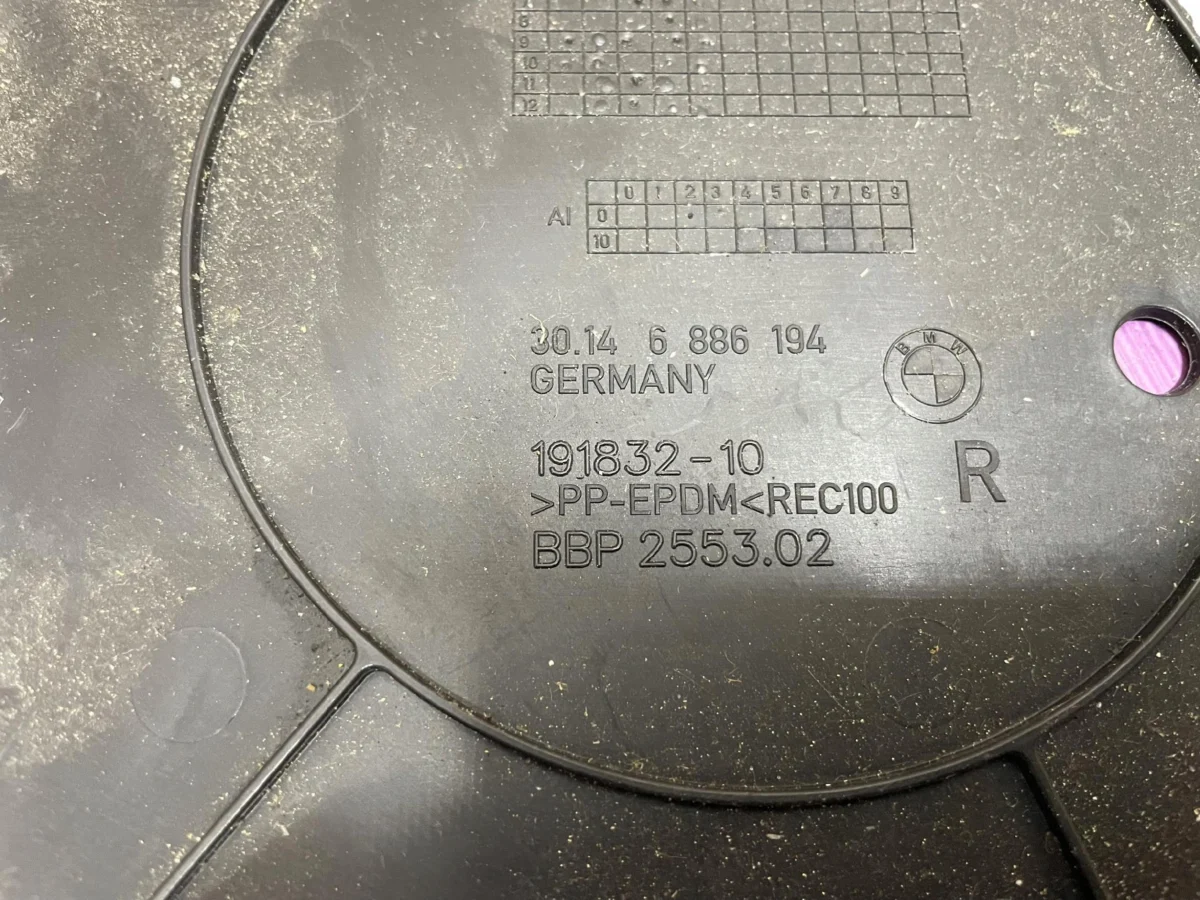 8
9
10
11
12
0 1 2 3 4 5 6 7 8 9
AI 0
10
30.14 6 886 194
GERMANY
BMW
191832-10
>PP-EPDM<REC100
R
BBP 2553.02